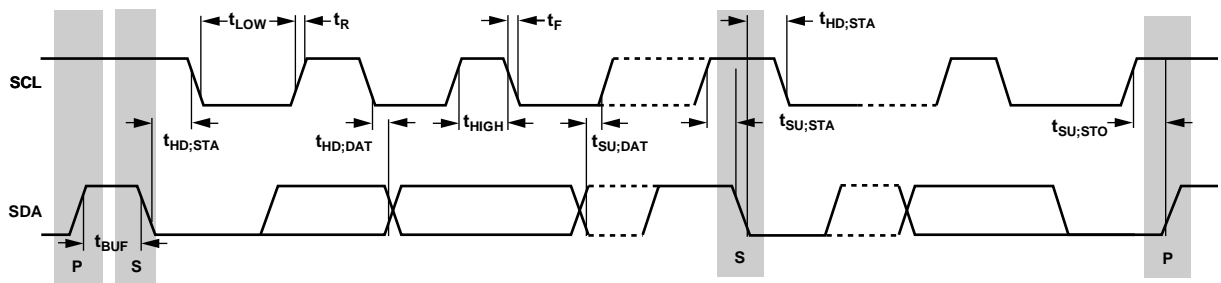 tLOW tR tF tHD;STA
SCL
tHD;STA tHD;DAT tHIGH tSU;DAT tSU;STA tSU;STO
SDA
tBUF
P S S P